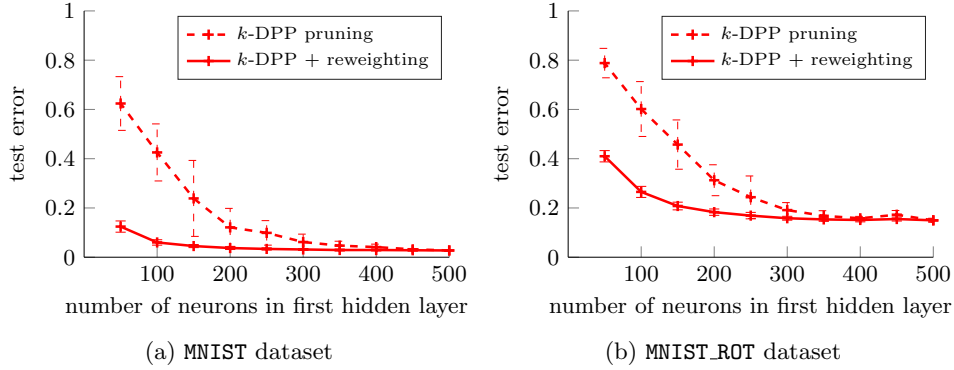 1
0.8
0.6
0.4
0.2
0
test error
k-DPP pruning
k-DPP + reweighting
100 200 300 400 500
number of neurons in first hidden layer
(a) MNIST dataset
1
0.8
0.6
0.4
0.2
0
test error
k-DPP pruning
k-DPP + reweighting
100 200 300 400 500
number of neurons in first hidden layer
(b) MNIST_ROT dataset